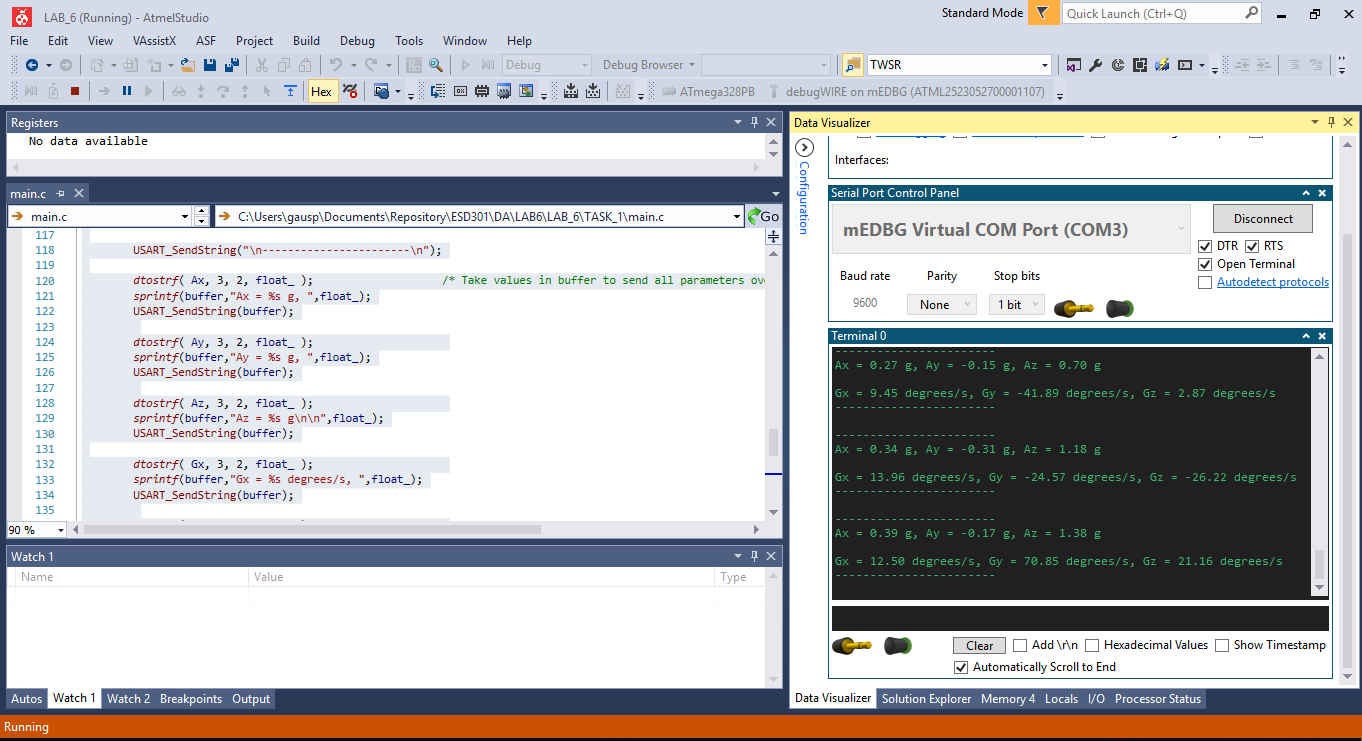 LAB_6 (Running) - AtmelStudio
Standard Mode
Quick Launch (Ctrl+Q)
File Edit View VAssistX ASF Project Build Debug Tools Window Help
Debug Debug Browser TWSR
Hex ATmega328PB debugWIRE on mEDBG (ATML2523052700001107)
Registers
No data available
main.c
main.c C:\Users\gausp\Documents\Repository\ESD301\DA\LAB6\LAB_6\TASK_1\main.c Go
117
118 USART_SendString("\n-----------------------\n");
119
120 dtostrf( Ax, 3, 2, float_ ); /* Take values in buffer to send all parameters
121 sprintf(buffer,"Ax = %s g, ",float_);
122 USART_SendString(buffer);
123
124 dtostrf( Ay, 3, 2, float_ );
125 sprintf(buffer,"Ay = %s g, ",float_);
126 USART_SendString(buffer);
127
128 dtostrf( Az, 3, 2, float_ );
129 sprintf(buffer,"Az = %s g\n\n",float_);
130 USART_SendString(buffer);
131
132 dtostrf( Gx, 3, 2, float_ );
133 sprintf(buffer,"Gx = %s degrees/s, ",float_);
134 USART_SendString(buffer);
135
90 %
Watch 1
Name Value Type
Autos Watch 1 Watch 2 Breakpoints Output
Data Visualizer
Configuration
Interfaces:
Serial Port Control Panel
mEDBG Virtual COM Port (COM3)
Disconnect
DTR RTS
Open Terminal
Autodetect protocols
Baud rate Parity Stop bits
9600 None 1 bit
Terminal 0
-----------------------
Ax = 0.27 g, Ay = -0.15 g, Az = 0.70 g
Gx = 9.45 degrees/s, Gy = -41.89 degrees/s, Gz = 2.87 degrees/s
-----------------------
-----------------------
Ax = 0.34 g, Ay = -0.31 g, Az = 1.18 g
Gx = 13.96 degrees/s, Gy = -24.57 degrees/s, Gz = -26.22 degrees/s
-----------------------
-----------------------
Ax = 0.39 g, Ay = -0.17 g, Az = 1.38 g
Gx = 12.50 degrees/s, Gy = 70.85 degrees/s, Gz = 21.16 degrees/s
-----------------------
Clear Add \r\n Hexadecimal Values Show Timestamp
Automatically Scroll to End
Data Visualizer Solution Explorer Memory 4 Locals I/O Processor Status
Running